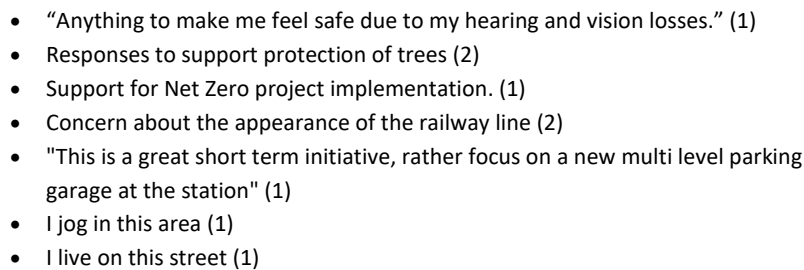 • “Anything to make me feel safe due to my hearing and vision losses.” (1)
• Responses to support protection of trees (2)
• Support for Net Zero project implementation. (1)
• Concern about the appearance of the railway line (2)
• "This is a great short term initiative, rather focus on a new multi level parking
garage at the station" (1)
• I jog in this area (1)
• I live on this street (1)